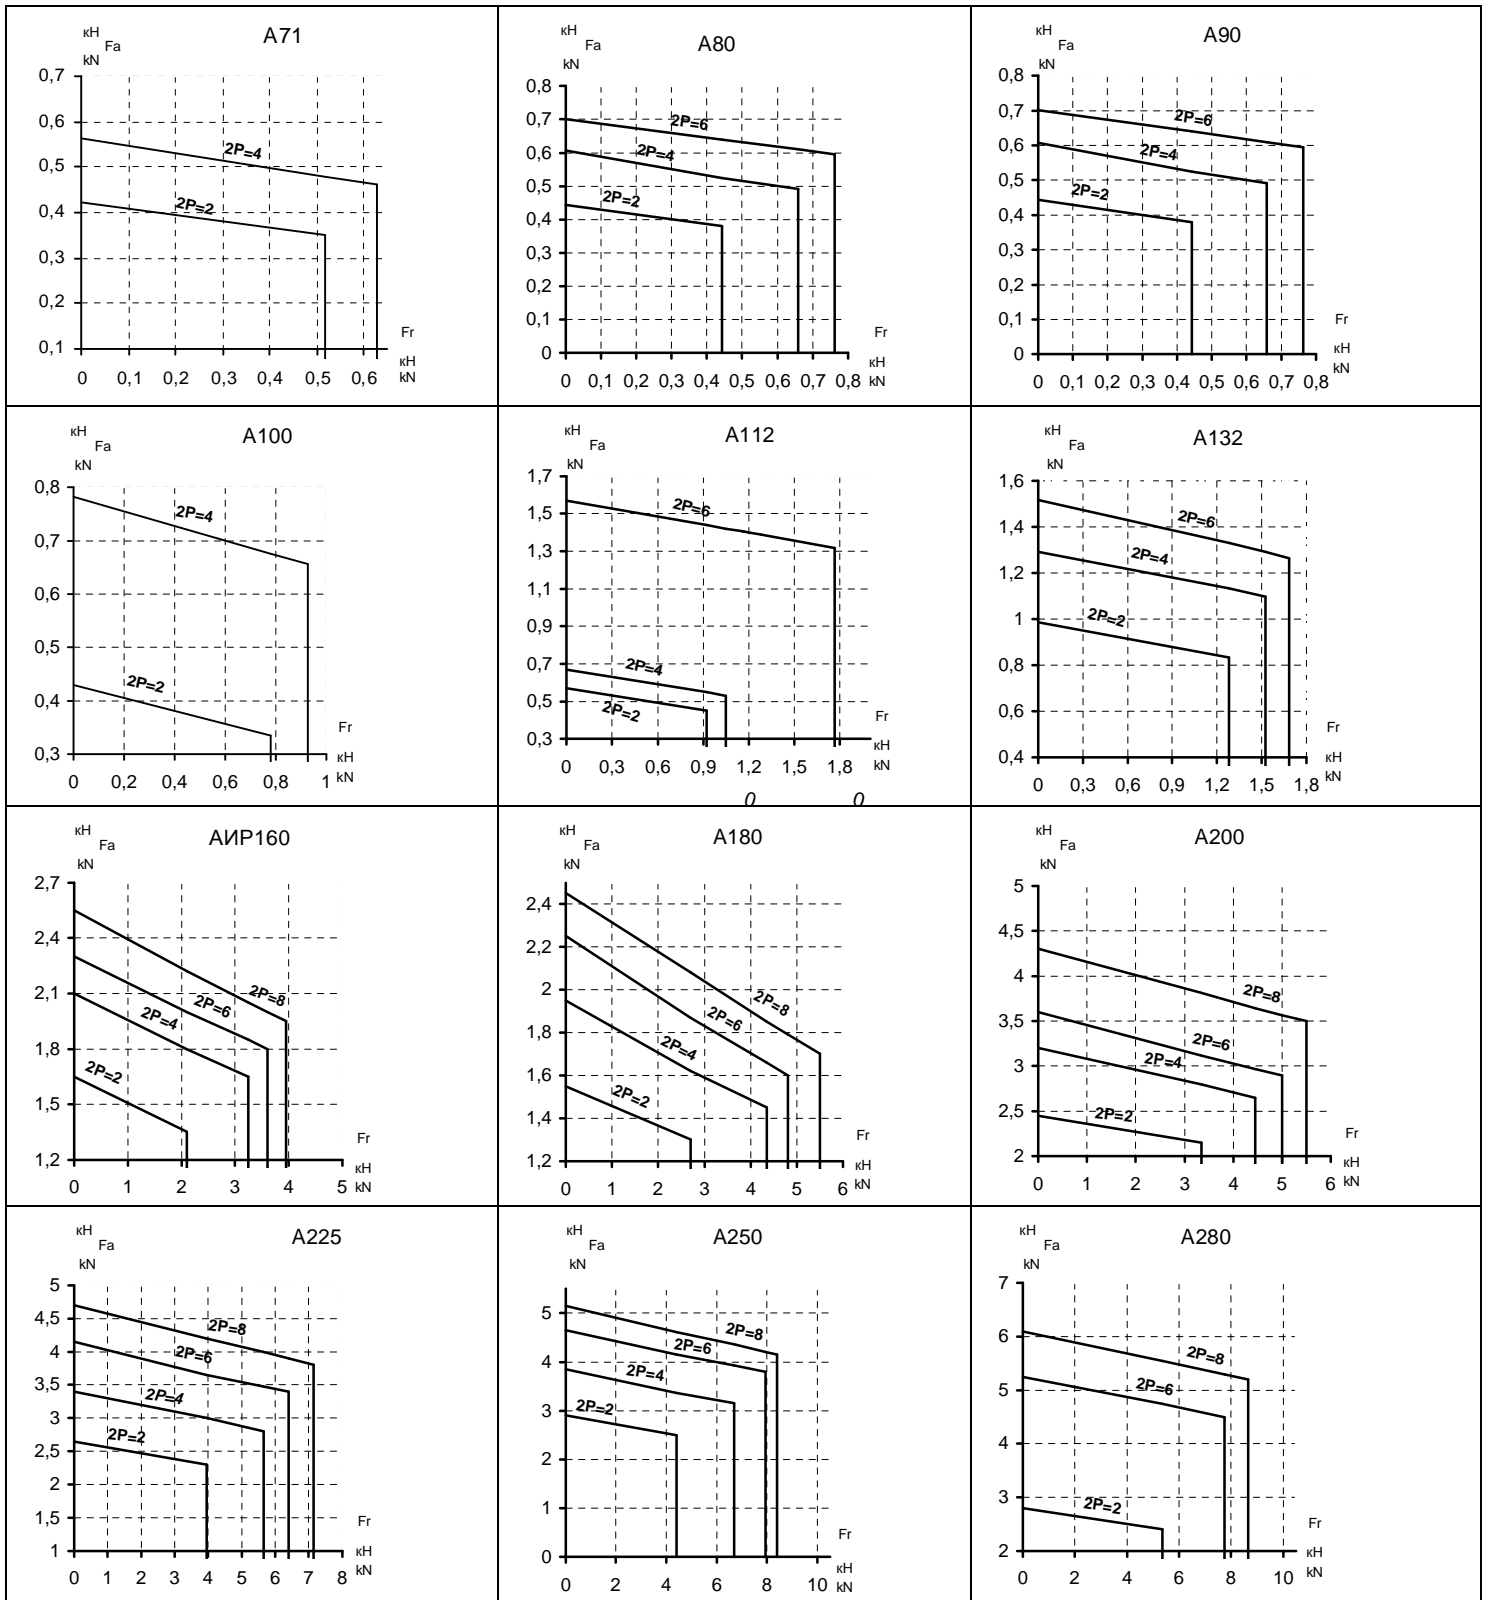 кН
Fa
kN
А71
0,7
0,6
0,5
0,4
0,3
0,2
0,1
2P=4
2P=2
0 0,1 0,2 0,3 0,4 0,5 0,6
Fr
кН
kN
кН
Fa
kN
А80
0,8
0,7
0,6
0,5
0,4
0,3
0,2
0,1
0
2P=6
2P=4
2P=2
0 0,1 0,2 0,3 0,4 0,5 0,6 0,7 0,8
Fr
кН
kN
кН
Fa
kN
А90
0,8
0,7
0,6
0,5
0,4
0,3
0,2
0,1
0
2P=6
2P=4
2P=2
0 0,1 0,2 0,3 0,4 0,5 0,6 0,7 0,8
Fr
кН
kN
кН
Fa
kN
А100
0,8
0,7
0,6
0,5
0,4
0,3
2P=4
2P=2
0 0,2 0,4 0,6 0,8 1
Fr
кН
kN
кН
Fa
kN
А112
1,7
1,5
1,3
1,1
0,9
0,7
0,5
0,3
2P=6
2P=4
2P=2
0 0,3 0,6 0,9 1,2 1,5 1,8
Fr
кН
kN
0 0
кН
Fa
kN
А132
1,6
1,4
1,2
1
0,8
0,6
0,4
2P=6
2P=4
2P=2
0 0,3 0,6 0,9 1,2 1,5 1,8
Fr
кН
kN
кН
Fa
kN
АИР160
2,7
2,4
2,1
1,8
1,5
1,2
2P=8
2P=6
2P=4
2P=2
0 1 2 3 4 5
Fr
кН
kN
кН
Fa
kN
А180
2,4
2,2
2
1,8
1,6
1,4
1,2
2P=8
2P=6
2P=4
2P=2
0 1 2 3 4 5 6
Fr
кН
kN
кН
Fa
kN
А200
5
4,5
4
3,5
3
2,5
2
2P=8
2P=6
2P=4
2P=2
0 1 2 3 4 5 6
Fr
кН
kN
кН
Fa
kN
А225
5
4,5
4
3,5
3
2,5
2
1,5
1
2P=8
2P=6
2P=4
2P=2
0 1 2 3 4 5 6 7 8
Fr
кН
kN
кН
Fa
kN
А250
5
4
3
2
1
0
2P=8
2P=6
2P=4
2P=2
0 2 4 6 8 10
Fr
кН
kN
кН
Fa
kN
А280
7
6
5
4
3
2
2P=8
2P=6
2P=2
0 2 4 6 8 10
Fr
кН
kN